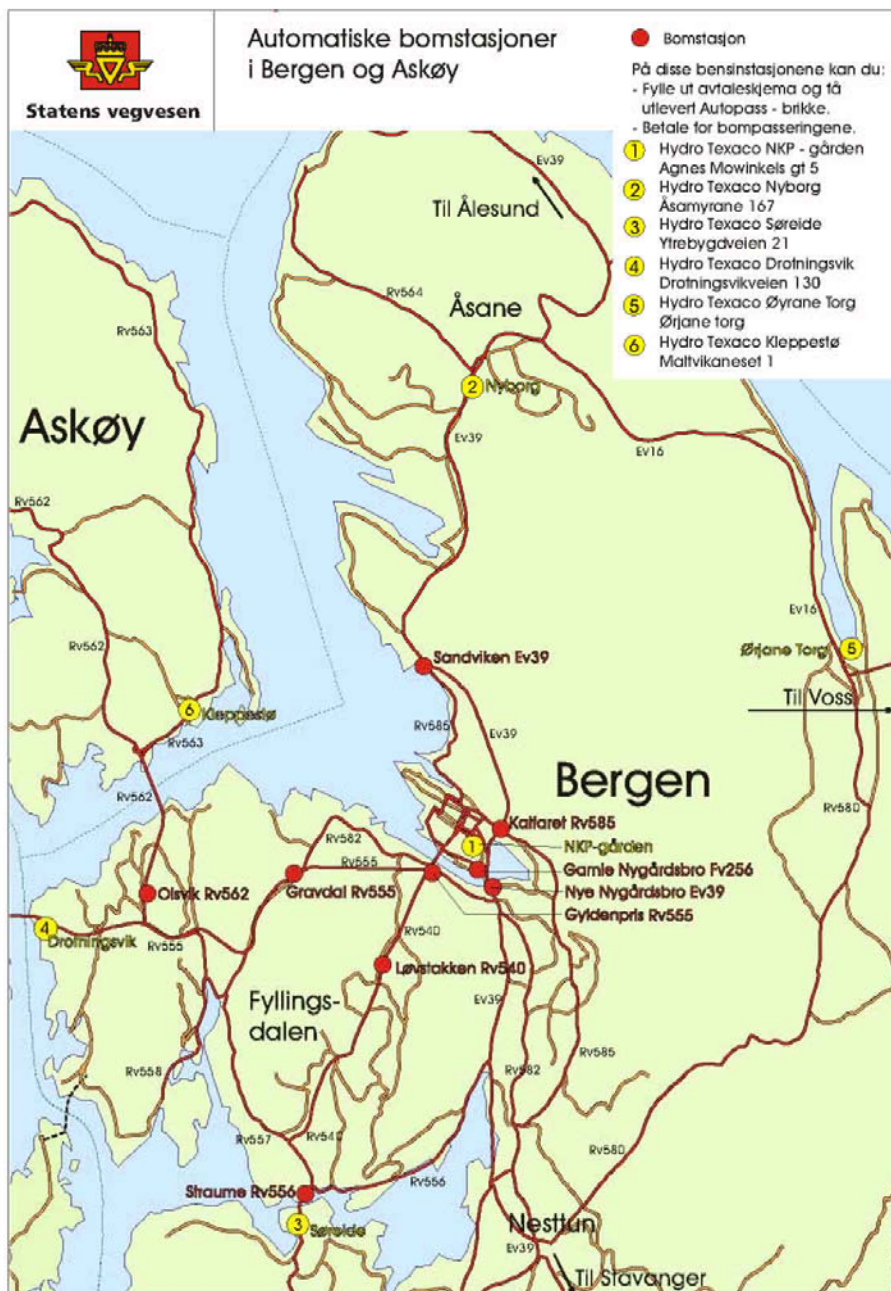 Statens vegvesen
Automatiske bomstasjoner
i Bergen og Askøy
Bomstasjon
På disse bensinstasjonene kan du:
- Fylle ut avtaleskjema og få
utlevert Autopass - brikke.
- Betale for bompasseringene.
1 Hydro Texaco NKP - gården
Agnes Mowinkels gt 5
2 Hydro Texaco Nyborg
Åsamyrane 167
3 Hydro Texaco Søreide
Ytrebygdveien 21
4 Hydro Texaco Drotningsvik
Drotningsvikveien 130
5 Hydro Texaco Øyrane Torg
Ørjane torg
6 Hydro Texaco Kleppestø
Maltvikaneset 1
Ev39
Til Ålesund
Rv564
Åsane
Rv563
2 Nyborg
Askøy
Ev39
Ev16
Rv562
Ev16
Rv562
Ørjane Torg 5
Sandviken Ev39
Til Voss
6 Kleppestø
Rv585
Ev39
Rv563
Rv562
Bergen
Rv580
Kalfaret Rv585
Rv582
1 NKP-gården
Rv555
Gamle Nygårdsbro Fv256
Gravdal Rv555
Nye Nygårdsbro Ev39
Olsvik Rv562
Gyldenpris Rv555
4
Drotningsvik
Rv555
Rv540
Løvstakken Rv540
Fyllings-
dalen
Ev39
Rv585
Rv558
Rv582
Rv557
Rv540
Rv580
Rv556
Straume Rv556
3 Søreide
Nesttun
Ev39
Til Stavanger